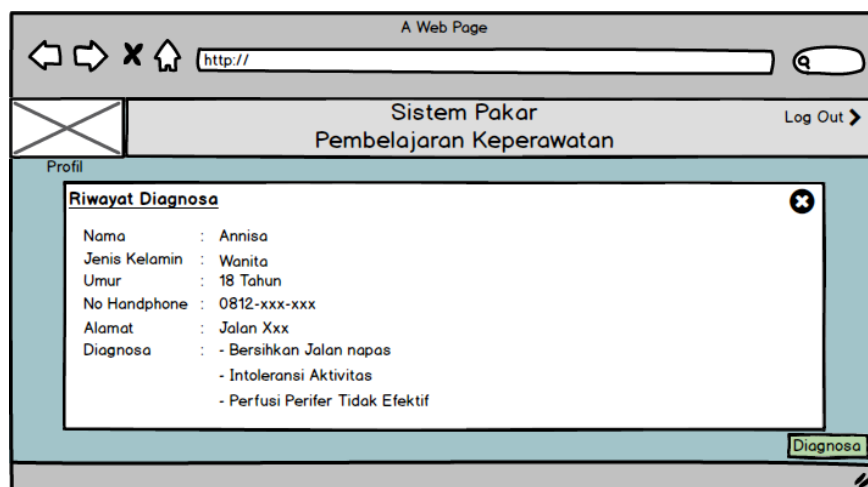 A Web Page
http://
Sistem Pakar
Pembelajaran Keperawatan
Log Out
Profil
Riwayat Diagnosa
Nama : Annisa
Jenis Kelamin : Wanita
Umur : 18 Tahun
No Handphone : 0812-xxx-xxx
Alamat : Jalan Xxx
Diagnosa : - Bersihkan Jalan napas
- Intoleransi Aktivitas
- Perfusi Perifer Tidak Efektif
Diagnosa